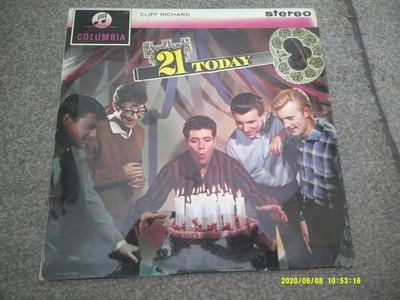 CLIFF RICHARD
stereo
COLUMBIA
21 TODAY
2020/06/08 10:53:16